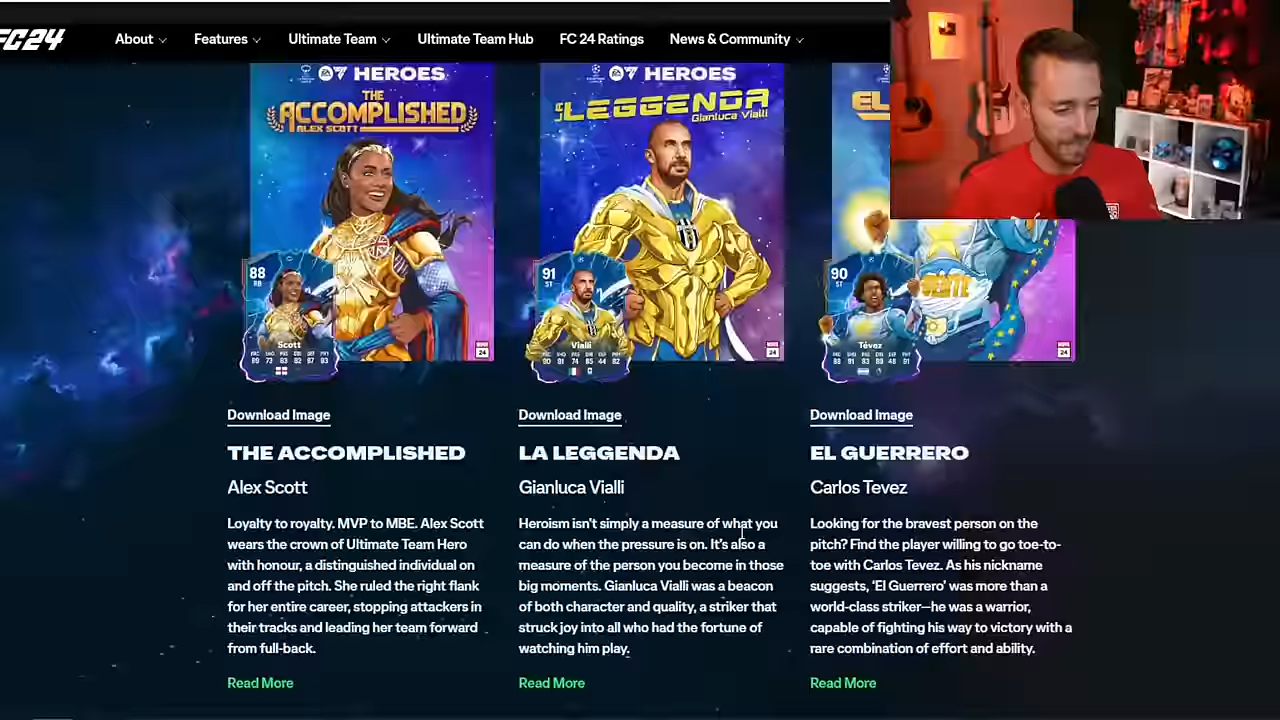 FC24
About
Features
Ultimate Team
Ultimate Team Hub
FC 24 Ratings
News & Community
HEROES
THE
ACCOMPLISHED
ALEX SCOTT
88
RB
Scott
Download Image
THE ACCOMPLISHED
Alex Scott
Loyalty to royalty. MVP to MBE. Alex Scott
wears the crown of Ultimate Team Hero
with honour, a distinguished individual on
and off the pitch. She ruled the right flank
for her entire career, stopping attackers in
their tracks and leading her team forward
from full-back.
Read More
HEROES
LEGGENDA
Gianluca Vialli
91
ST
Vialli
Download Image
LA LEGGENDA
Gianluca Vialli
Heroism isn't simply a measure of what you
can do when the pressure is on. It's also a
measure of the person you become in those
big moments. Gianluca Vialli was a beacon
of both character and quality, a striker that
struck joy into all who had the fortune of
watching him play.
Read More
EL
90
ST
Tévez
Download Image
EL GUERRERO
Carlos Tevez
Looking for the bravest person on the
pitch? Find the player willing to go toe-to-
toe with Carlos Tevez. As his nickname
suggests, 'El Guerrero' was more than a
world-class striker—he was a warrior,
capable of fighting his way to victory with a
rare combination of effort and ability.
Read More